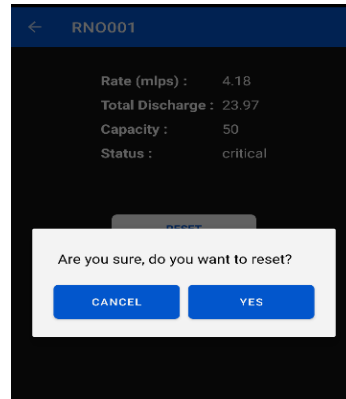 ← RNO001
Rate (mlps) : 4.18
Total Discharge : 23.97
Capacity : 50
Status : critical
RESET
Are you sure, do you want to reset?
CANCEL YES